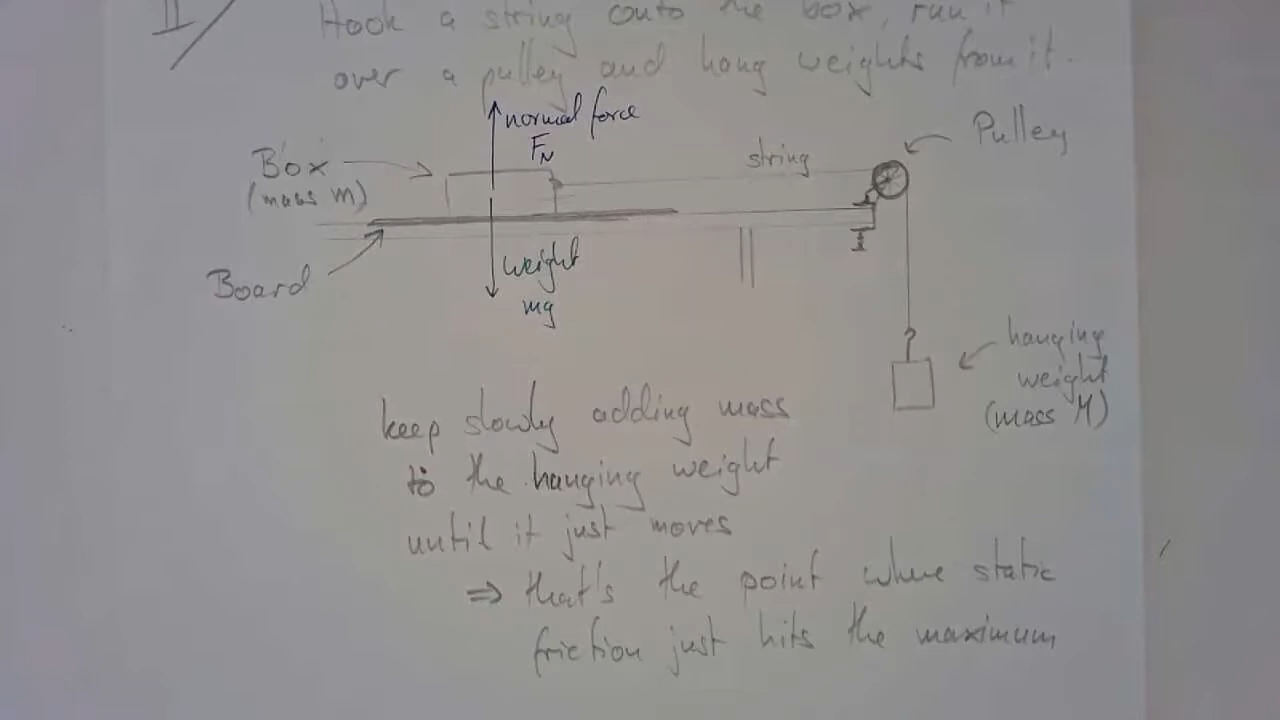 II/ Hook a string onto the box, run it
over a pulley and hang weights from it.
normal force
F_N
Pulley
Box
(mass m)
string
Board
weight
mg
hanging
weight
(mass M)
keep slowly adding mass
to the hanging weight
until it just moves
⇒ that's the point where static
friction just hits the maximum